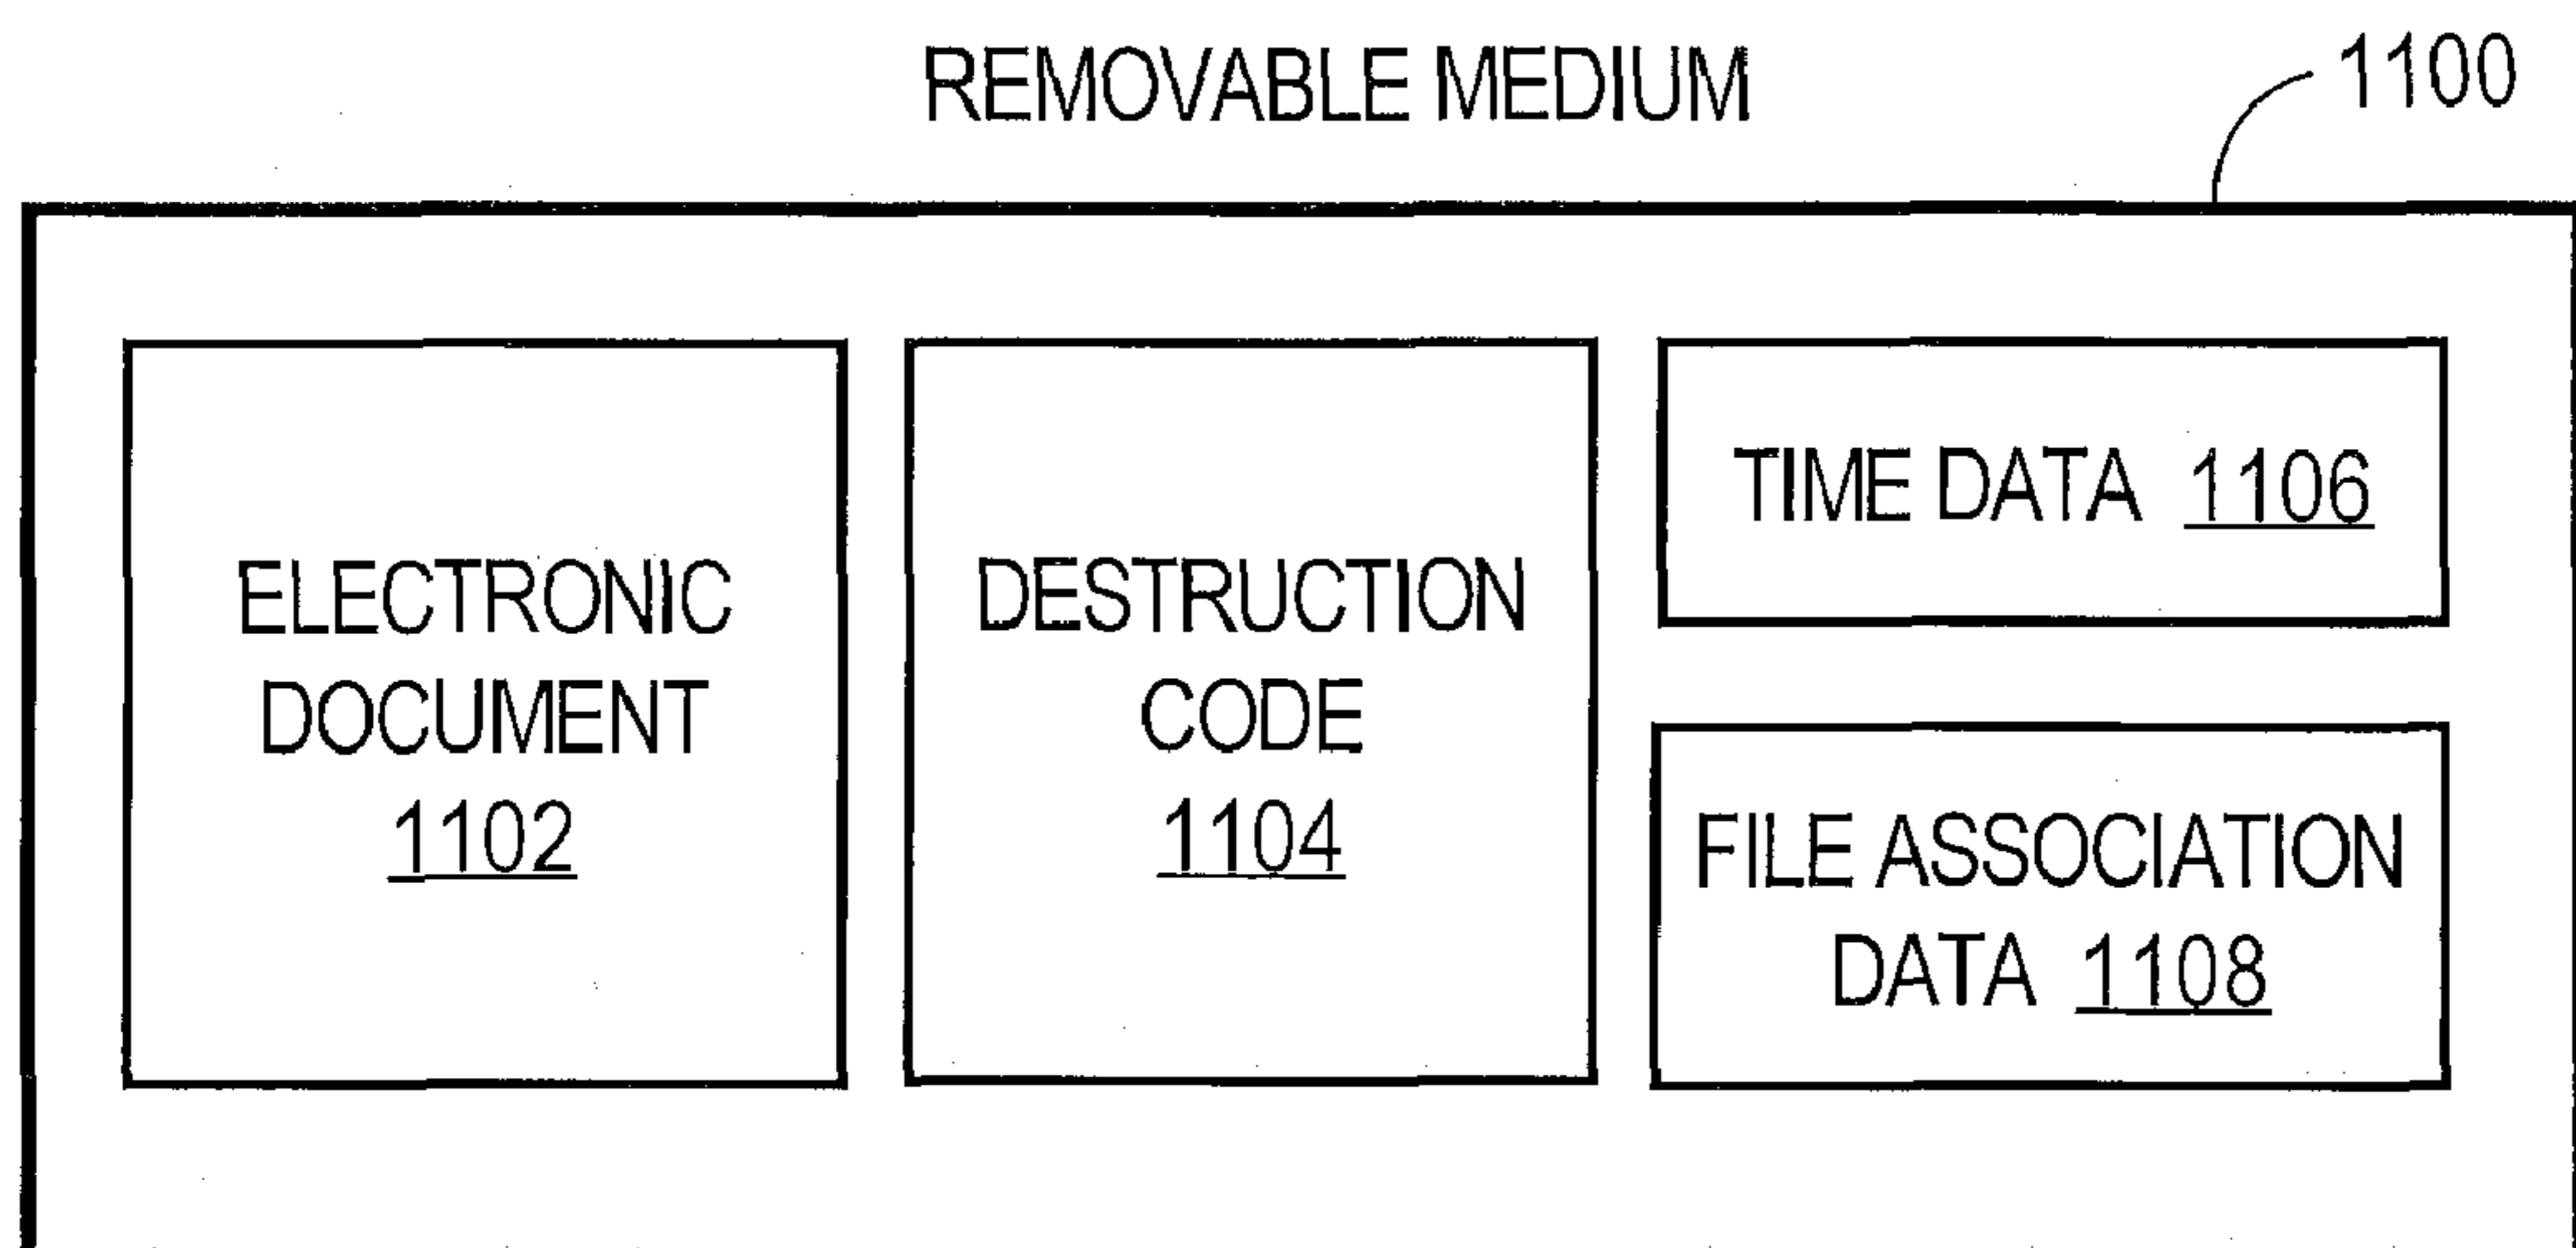 REMOVABLE MEDIUM
1100
ELECTRONIC
DOCUMENT
1102
DESTRUCTION
CODE
1104
TIME DATA 1106
FILE ASSOCIATION
DATA 1108